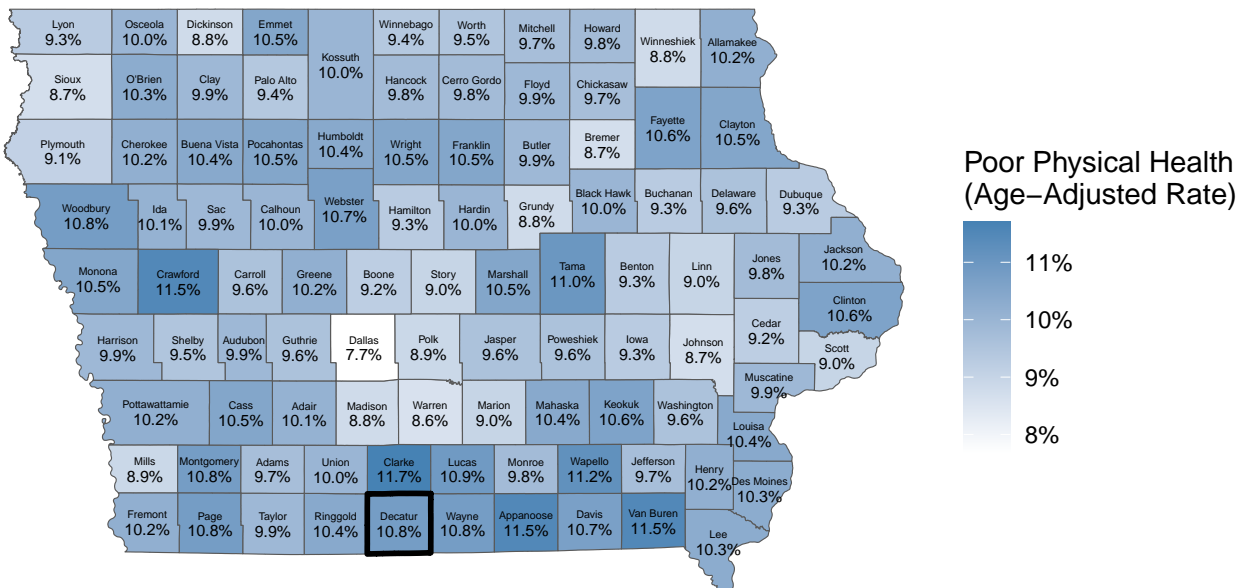 Lyon
9.3%
Osceola
10.0%
Dickinson
8.8%
Emmet
10.5%
Kossuth
10.0%
Winnebago
9.4%
Worth
9.5%
Mitchell
9.7%
Howard
9.8%
Winneshiek
8.8%
Allamakee
10.2%
Sioux
8.7%
O'Brien
10.3%
Clay
9.9%
Palo Alto
9.4%
Hancock
9.8%
Cerro Gordo
9.8%
Floyd
9.9%
Chickasaw
9.7%
Fayette
10.6%
Clayton
10.5%
Plymouth
9.1%
Cherokee
10.2%
Buena Vista
10.4%
Pocahontas
10.5%
Humboldt
10.4%
Wright
10.5%
Franklin
10.5%
Butler
9.9%
Bremer
8.7%
Woodbury
10.8%
Ida
10.1%
Sac
9.9%
Calhoun
10.0%
Webster
10.7%
Hamilton
9.3%
Hardin
10.0%
Grundy
8.8%
Black Hawk
10.0%
Buchanan
9.3%
Delaware
9.6%
Dubuque
9.3%
Monona
10.5%
Crawford
11.5%
Carroll
9.6%
Greene
10.2%
Boone
9.2%
Story
9.0%
Marshall
10.5%
Tama
11.0%
Benton
9.3%
Linn
9.0%
Jones
9.8%
Jackson
10.2%
Clinton
10.6%
Harrison
9.9%
Shelby
9.5%
Audubon
9.9%
Guthrie
9.6%
Dallas
7.7%
Polk
8.9%
Jasper
9.6%
Poweshiek
9.6%
Iowa
9.3%
Johnson
8.7%
Cedar
9.2%
Scott
9.0%
Muscatine
9.9%
Pottawattamie
10.2%
Cass
10.5%
Adair
10.1%
Madison
8.8%
Warren
8.6%
Marion
9.0%
Mahaska
10.4%
Keokuk
10.6%
Washington
9.6%
Louisa
10.4%
Mills
8.9%
Montgomery
10.8%
Adams
9.7%
Union
10.0%
Clarke
11.7%
Lucas
10.9%
Monroe
9.8%
Wapello
11.2%
Jefferson
9.7%
Henry
10.2%
Des Moines
10.3%
Fremont
10.2%
Page
10.8%
Taylor
9.9%
Ringgold
10.4%
Decatur
10.8%
Wayne
10.8%
Appanoose
11.5%
Davis
10.7%
Van Buren
11.5%
Lee
10.3%
Poor Physical Health
(Age−Adjusted Rate)
11%
10%
9%
8%